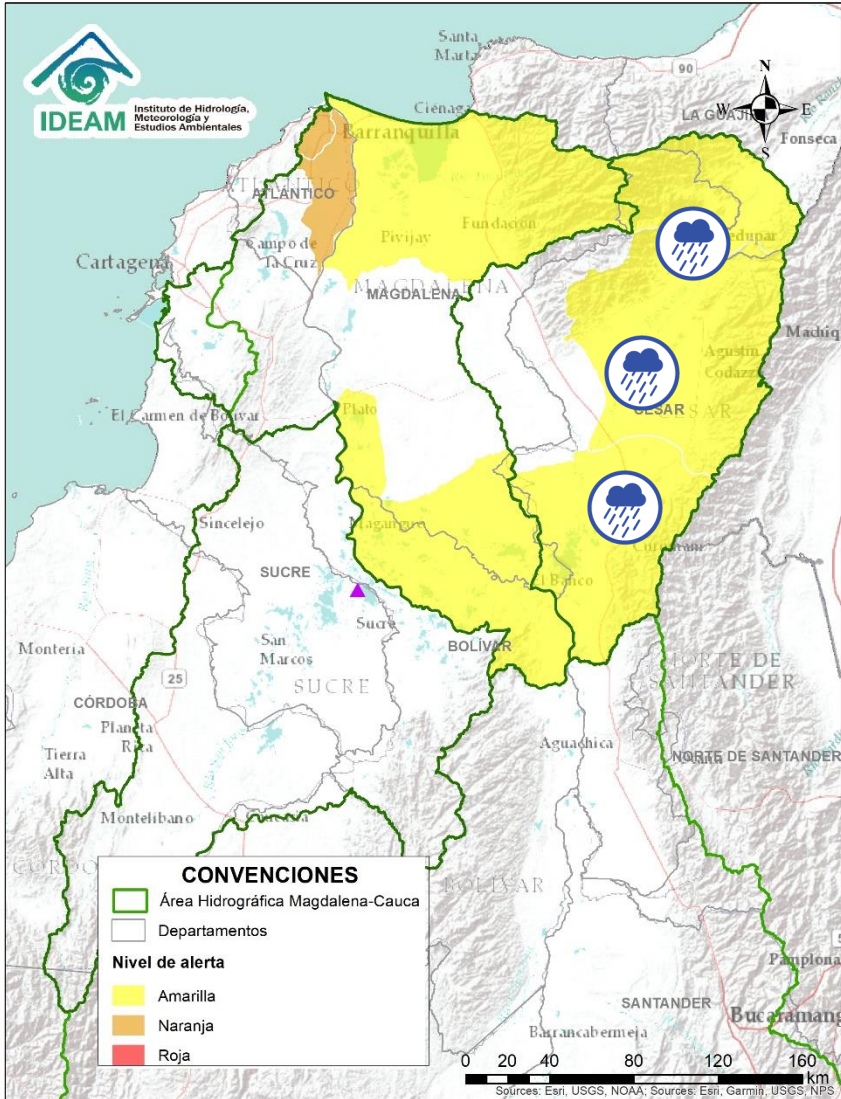 IDEAM
Instituto de Hidrología,
Meteorología y
Estudios Ambientales
Santa
Marta
90
N
W
E
S
LA GUAJIRA
Fonseca
Ciénaga
Barranquilla
ATLÁNTICO
Cartagena
Campo de
la Cruz
Pivijay
Fundación
MAGDALENA
MAGDALENA
Agustín
Codazzi
El Carmen de Bolívar
Plato
CESAR
Sincelejo
Magangué
SUCRE
Sucre
El Banco
BOLÍVAR
Montería
San
Marcos
SUCRE
25
NORTE DE
SANTANDER
CÓRDOBA
Planeta
Rica
Tierra
Alta
Aguachica
NORTE DE SANTANDER
Montelíbano
BOLÍVAR
CONVENCIONES
Área Hidrográfica Magdalena-Cauca
Departamentos
Nivel de alerta
Amarilla
Naranja
Roja
Pamplona
SANTANDER
Barrancabermeja
0 20 40 80 120 160
km
Sources: Esri, USGS, NOAA; Sources: Esri, Garmin, USGS, NPS